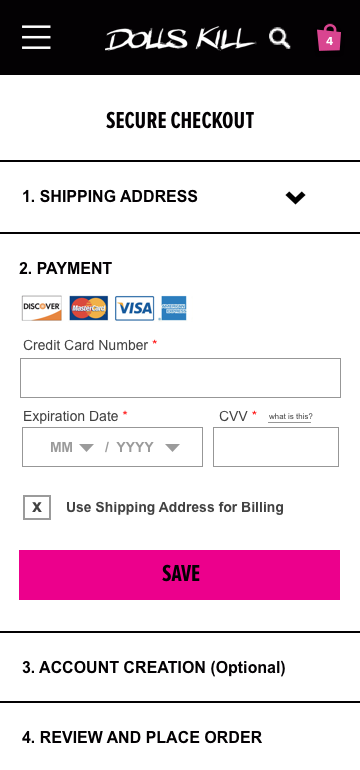 DOLLS KILL
4
SECURE CHECKOUT
1. SHIPPING ADDRESS
2. PAYMENT
DISCOVER MasterCard VISA AMERICAN EXPRESS
Credit Card Number *
Expiration Date * CVV * what is this?
MM / YYYY
X Use Shipping Address for Billing
SAVE
3. ACCOUNT CREATION (Optional)
4. REVIEW AND PLACE ORDER